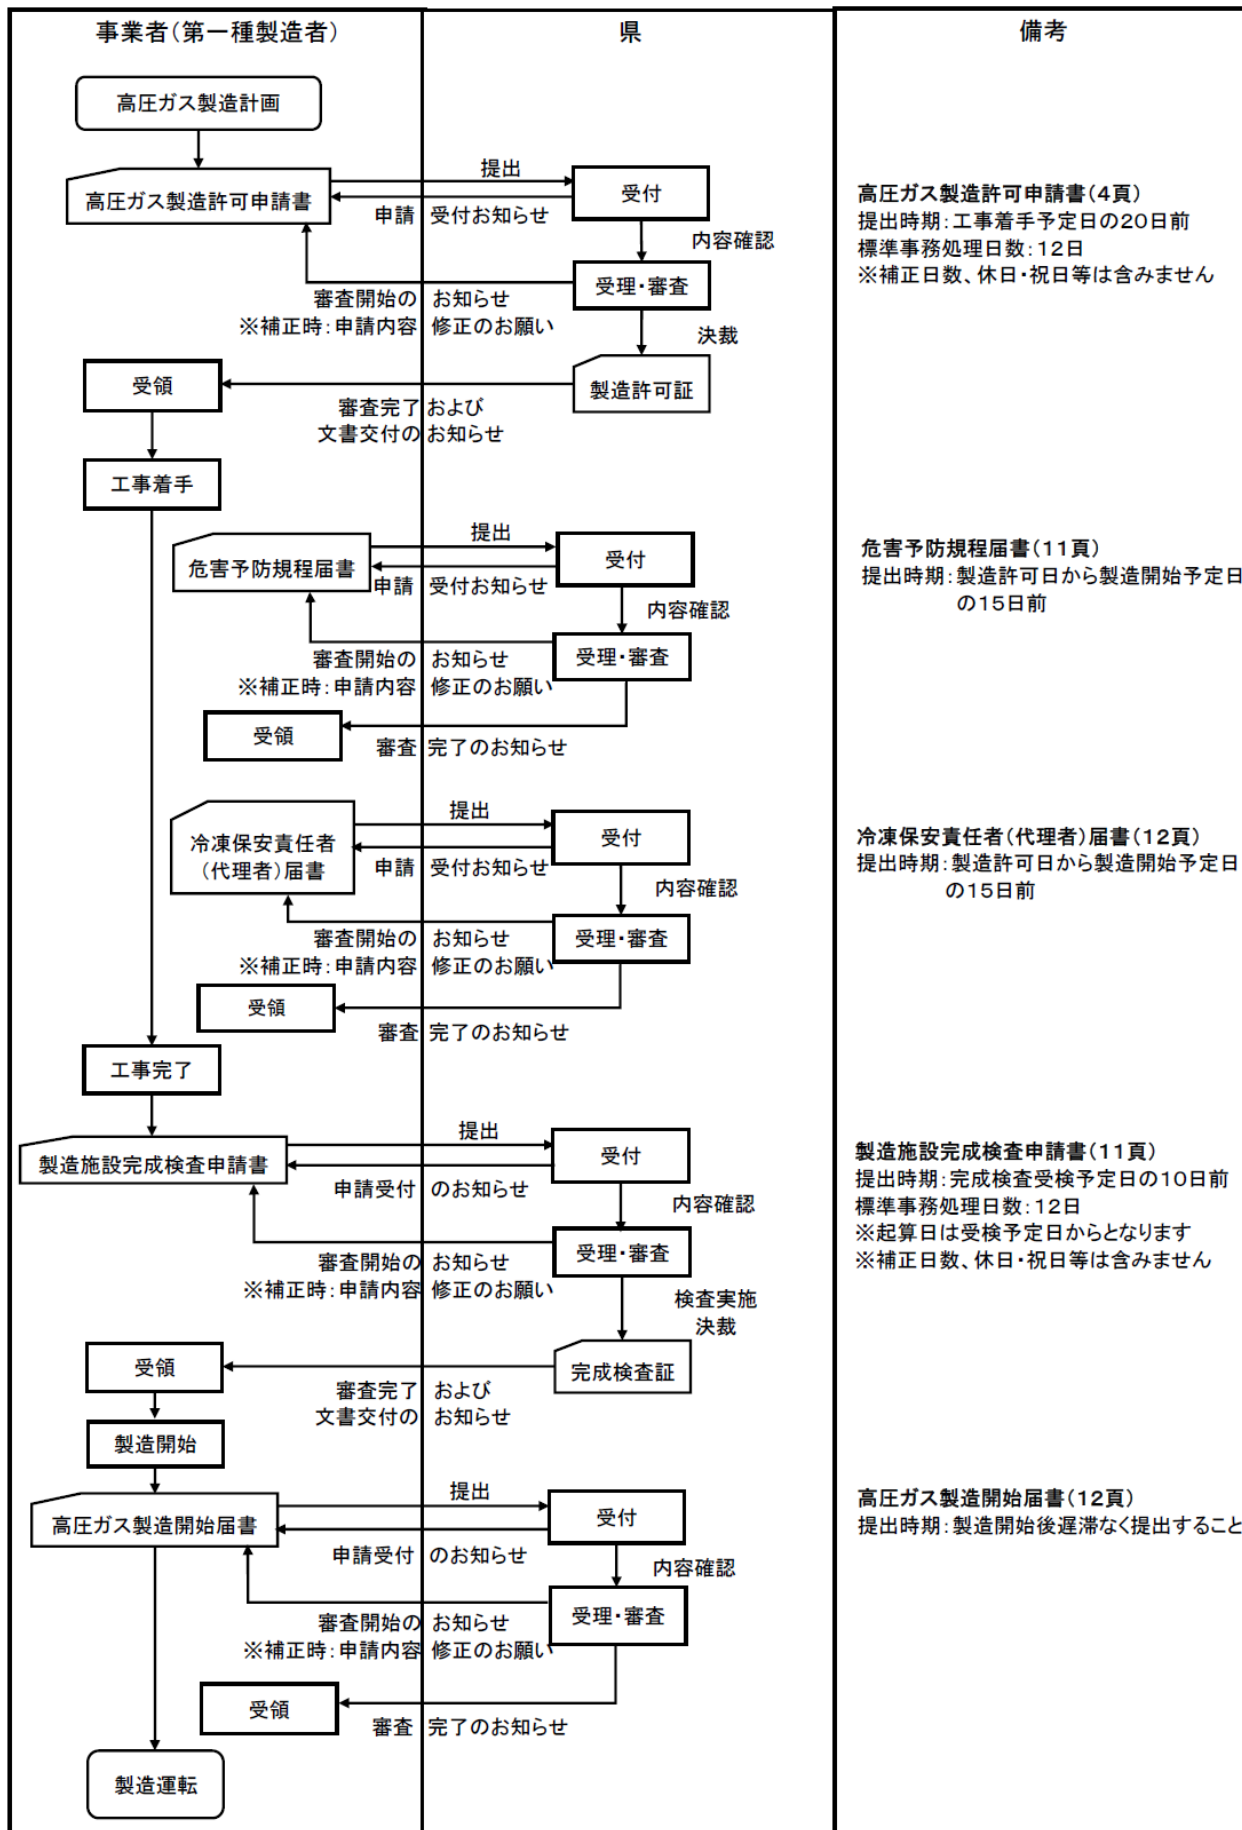 事業者(第一種製造者)
県
備考
高圧ガス製造計画
高圧ガス製造許可申請書
提出
申請 受付お知らせ
受付
内容確認
受理・審査
審査開始の お知らせ
※補正時:申請内容 修正のお願い
決裁
製造許可証
受領
審査完了 および
文書交付の お知らせ
工事着手
高圧ガス製造許可申請書(4頁)
提出時期:工事着手予定日の20日前
標準事務処理日数:12日
※補正日数、休日・祝日等は含みません
危害予防規程届書
提出
申請 受付お知らせ
受付
内容確認
受理・審査
審査開始の お知らせ
※補正時:申請内容 修正のお願い
受領
審査 完了のお知らせ
危害予防規程届書(11頁)
提出時期:製造許可日から製造開始予定日
の15日前
冷凍保安責任者
(代理者)届書
提出
申請 受付お知らせ
受付
内容確認
受理・審査
審査開始の お知らせ
※補正時:申請内容 修正のお願い
受領
審査 完了のお知らせ
冷凍保安責任者(代理者)届書(12頁)
提出時期:製造許可日から製造開始予定日
の15日前
工事完了
製造施設完成検査申請書
提出
申請受付 のお知らせ
受付
内容確認
受理・審査
審査開始の お知らせ
※補正時:申請内容 修正のお願い
検査実施
決裁
完成検査証
受領
審査完了 および
文書交付の お知らせ
製造施設完成検査申請書(11頁)
提出時期:完成検査受検予定日の10日前
標準事務処理日数:12日
※起算日は受検予定日からとなります
※補正日数、休日・祝日等は含みません
製造開始
高圧ガス製造開始届書
提出
申請受付 のお知らせ
受付
内容確認
受理・審査
審査開始の お知らせ
※補正時:申請内容 修正のお願い
受領
審査 完了のお知らせ
高圧ガス製造開始届書(12頁)
提出時期:製造開始後遅滞なく提出すること
製造運転